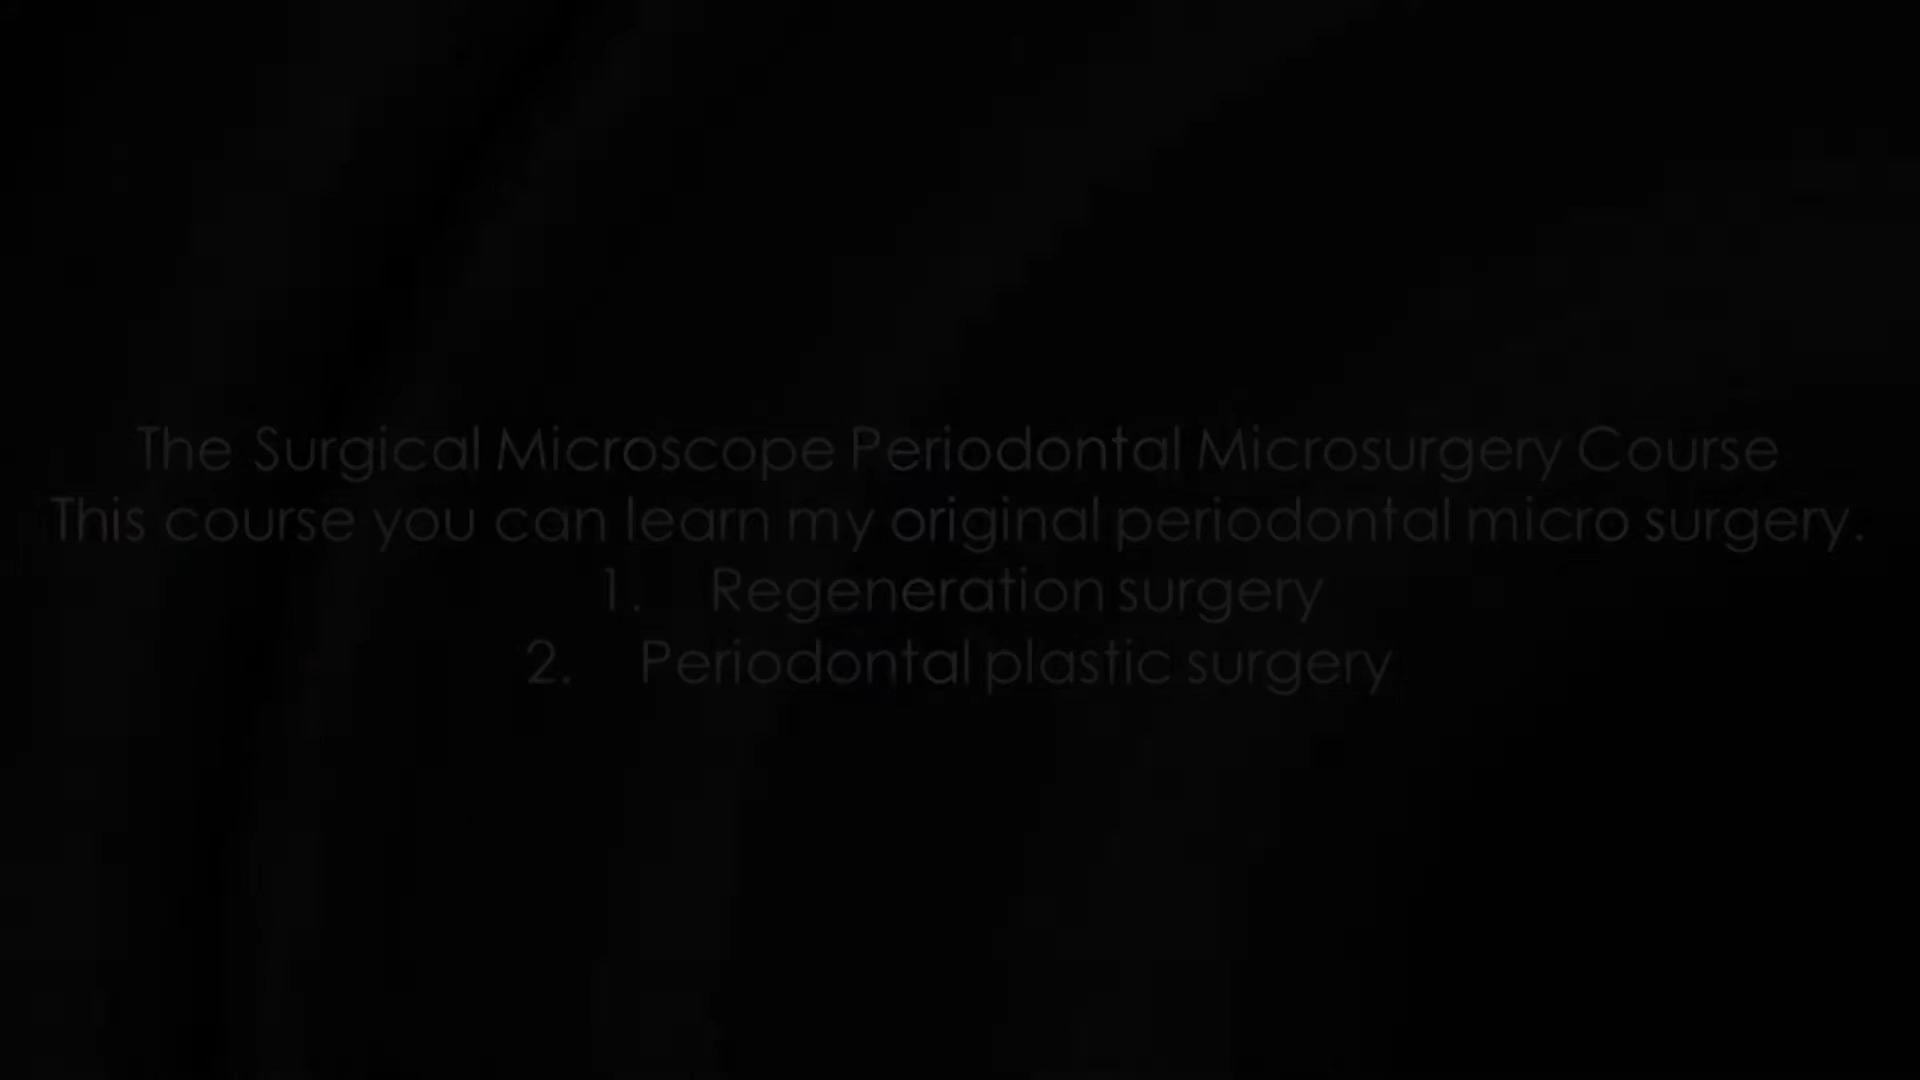 The Surgical Microscope Periodontal Microsurgery Course
This course you can learn my original periodontal micro surgery.
1. Regeneration surgery
2. Periodontal plastic surgery